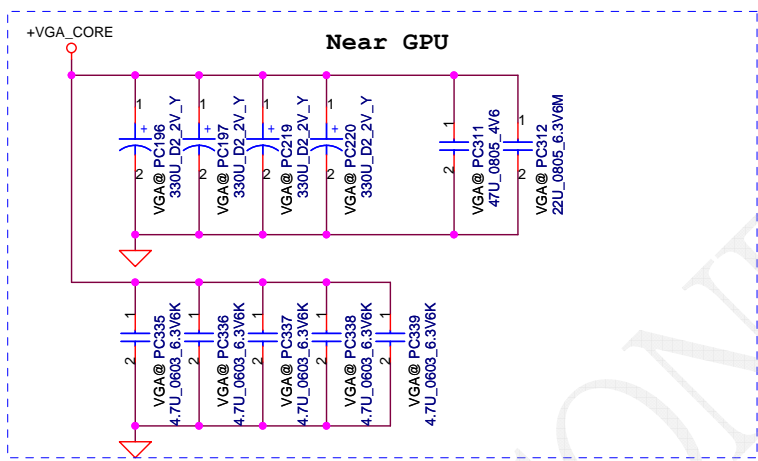 +VGA_CORE
Near GPU
1
2
VGA@ PC196
330U_D2_2V_Y
1
2
VGA@ PC197
330U_D2_2V_Y
1
2
VGA@ PC219
330U_D2_2V_Y
1
2
VGA@ PC220
330U_D2_2V_Y
1
2
VGA@ PC311
47U_0805_4V6
1
2
VGA@ PC312
22U_0805_6.3V6M
1
2
VGA@ PC335
4.7U_0603_6.3V6K
1
2
VGA@ PC336
4.7U_0603_6.3V6K
1
2
VGA@ PC337
4.7U_0603_6.3V6K
1
2
VGA@ PC338
4.7U_0603_6.3V6K
1
2
VGA@ PC339
4.7U_0603_6.3V6K